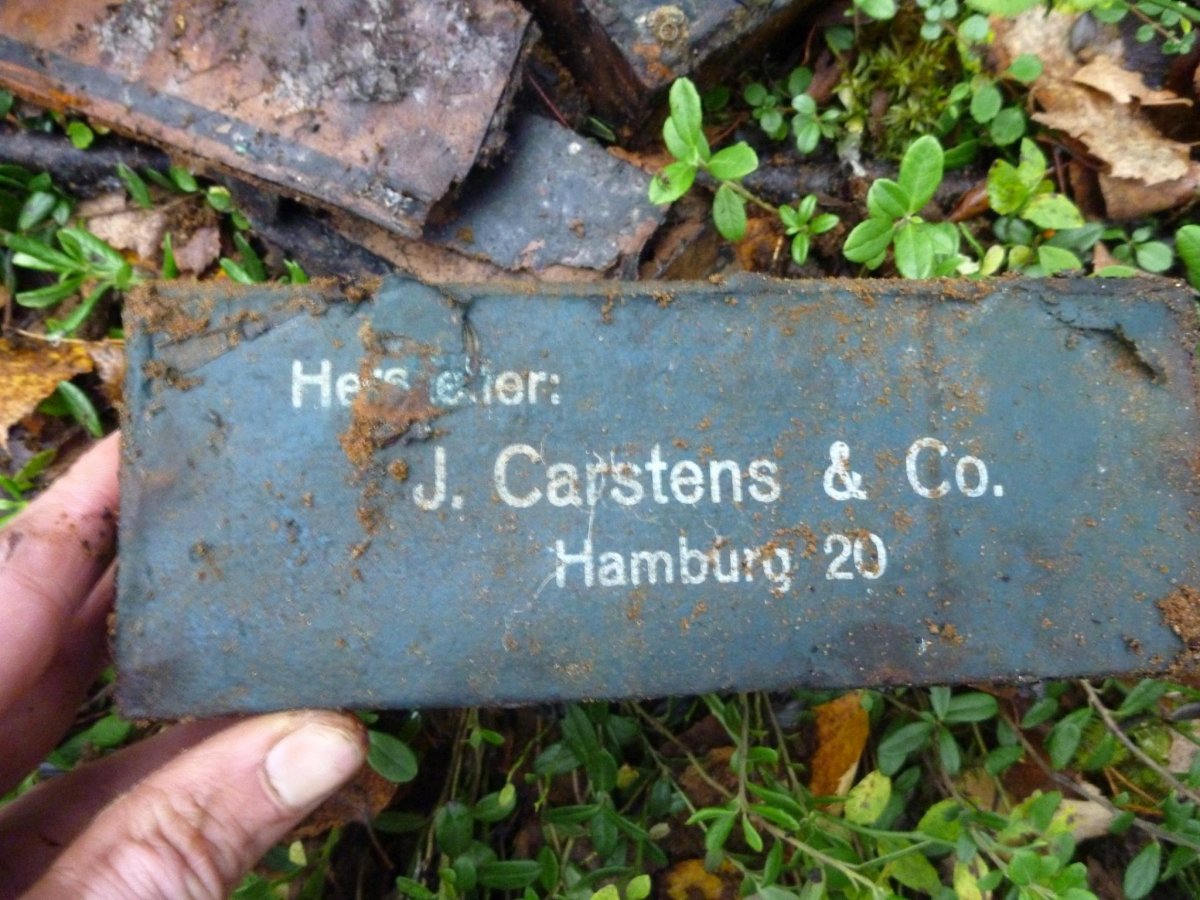 Hersteller:
J. Carstens & Co.
Hamburg 20